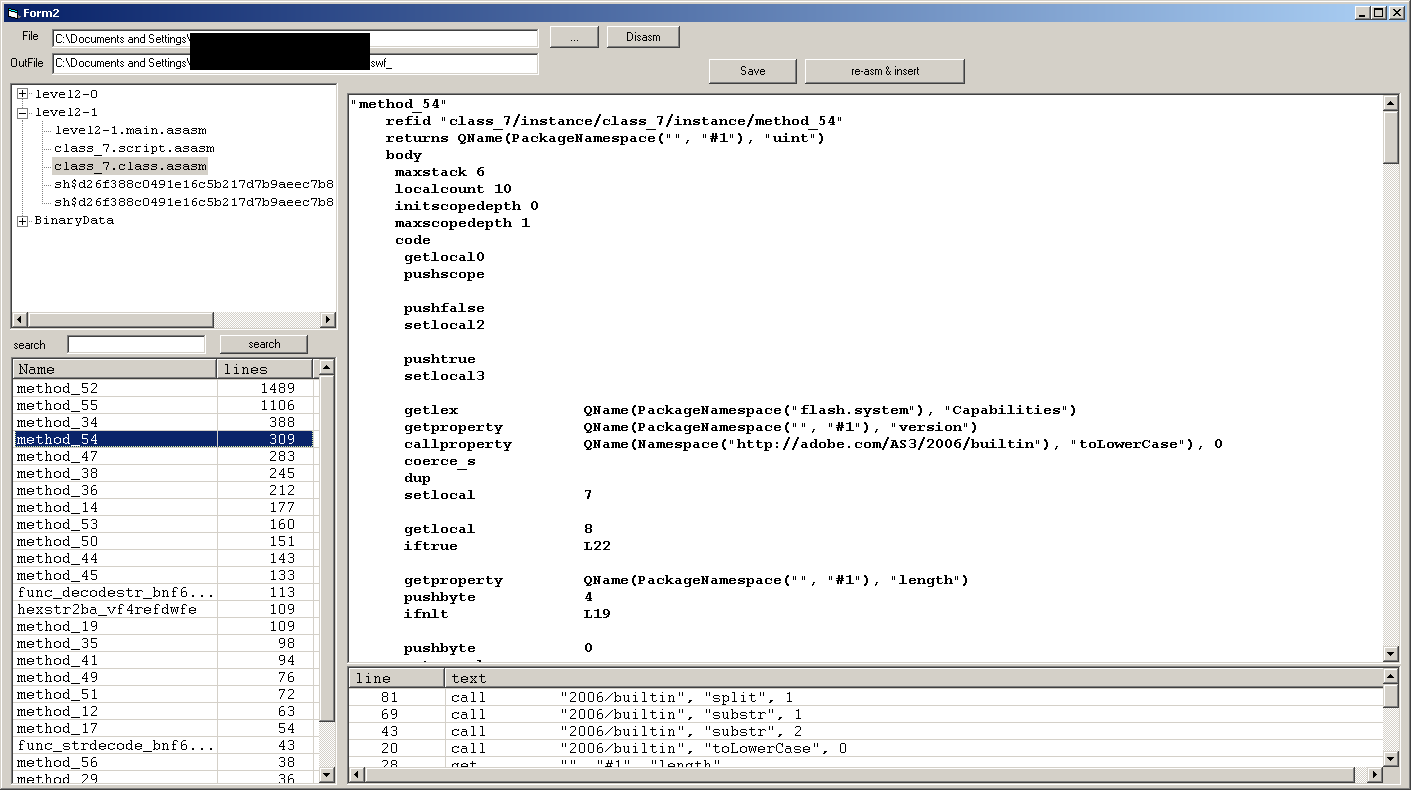 Form2
File C:\Documents and Settings\ ... Disasm
OutFile C:\Documents and Settings\ swf_
Save re-asm & insert
level2-0
level2-1
level2-1.main.asasm
class_7.script.asasm
class_7.class.asasm
sh$d26f388c0491e16c5b217d7b9aeec7b8
sh$d26f388c0491e16c5b217d7b9aeec7b8
BinaryData
search search
Name lines
method_52 1489
method_55 1106
method_34 388
method_54 309
method_47 283
method_38 245
method_36 212
method_14 177
method_53 160
method_50 151
method_44 143
method_45 133
func_decodestr_bnf6... 113
hexstr2ba_vf4refdwfe 109
method_19 109
method_35 98
method_41 94
method_49 76
method_51 72
method_12 63
method_17 54
func_strdecode_bnf6... 43
method_56 38
method_29 36
"method_54"
refid "class_7/instance/class_7/instance/method_54"
returns QName(PackageNamespace("", "#1"), "uint")
body
maxstack 6
localcount 10
initscopedepth 0
maxscopedepth 1
code
getlocal0
pushscope
pushfalse
setlocal2
pushtrue
setlocal3
getlex QName(PackageNamespace("flash.system"), "Capabilities")
getproperty QName(PackageNamespace("", "#1"), "version")
callproperty QName(Namespace("http://adobe.com/AS3/2006/builtin"), "toLowerCase"), 0
coerce_s
dup
setlocal 7
getlocal 8
iftrue L22
getproperty QName(PackageNamespace("", "#1"), "length")
pushbyte 4
ifnlt L19
pushbyte 0
line text
81 call "2006/builtin", "split", 1
69 call "2006/builtin", "substr", 1
43 call "2006/builtin", "substr", 2
20 call "2006/builtin", "toLowerCase", 0
28 get "", "#1", "length"